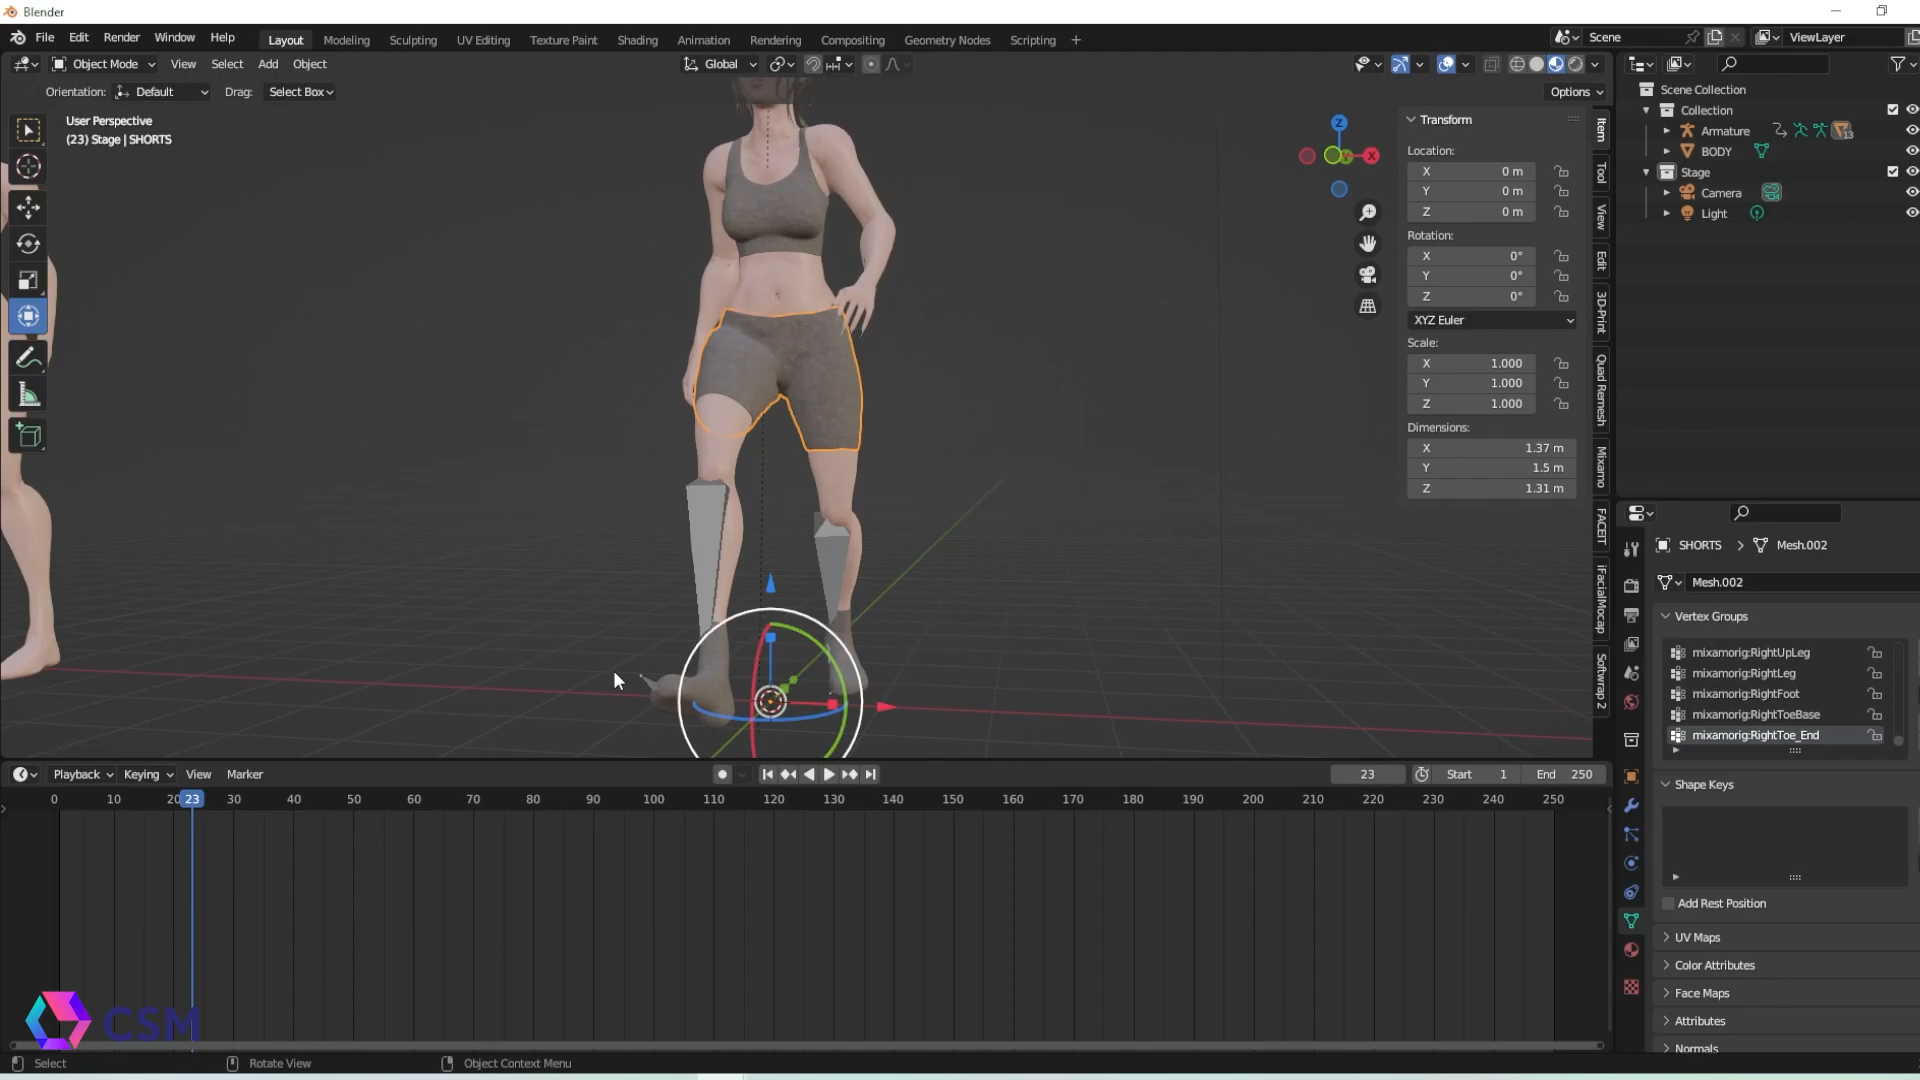 Blender
File Edit Render Window Help
Layout Modeling Sculpting UV Editing Texture Paint Shading Animation Rendering Compositing Geometry Nodes Scripting +
Scene
ViewLayer
Object Mode View Select Add Object
Global
Orientation: Default Drag: Select Box
Options
User Perspective
(23) Stage | SHORTS
Z
X
Transform
Location:
X 0 m
Y 0 m
Z 0 m
Rotation:
X 0°
Y 0°
Z 0°
XYZ Euler
Scale:
X 1.000
Y 1.000
Z 1.000
Dimensions:
X 1.37 m
Y 1.5 m
Z 1.31 m
Item
Tool
View
Edit
3D-Print
Quad Remesh
Mixamo
FACEIT
iFacialMocap
Softwrap 2
Scene Collection
Collection
Armature 13
BODY
Stage
Camera
Light
SHORTS > Mesh.002
Mesh.002
Vertex Groups
mixamorig:RightUpLeg
mixamorig:RightLeg
mixamorig:RightFoot
mixamorig:RightToeBase
mixamorig:RightToe_End
Shape Keys
Add Rest Position
UV Maps
Color Attributes
Face Maps
Attributes
Normals
Playback Keying View Marker
23 Start 1 End 250
0 10 20 23 30 40 50 60 70 80 90 100 110 120 130 140 150 160 170 180 190 200 210 220 230 240 250
CSM
Select Rotate View Object Context Menu